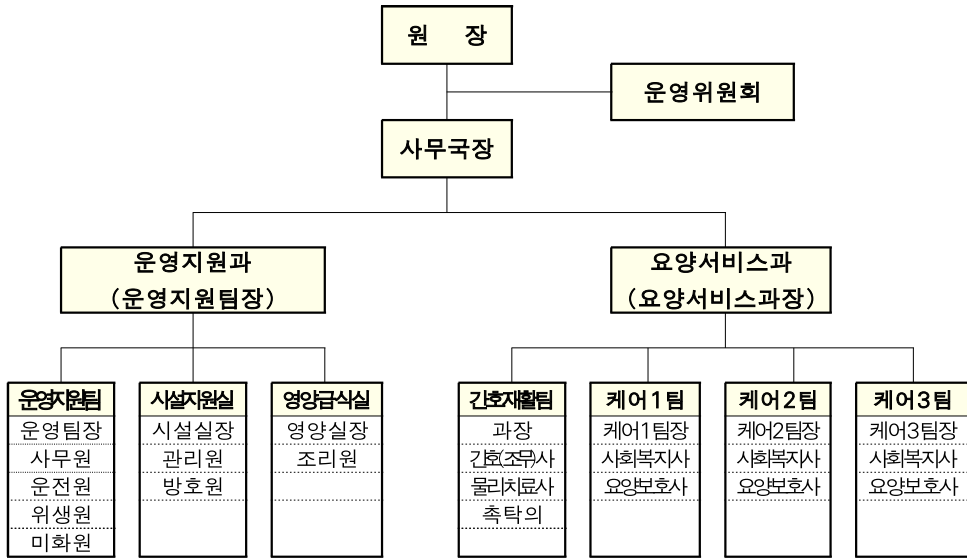 원 장
운영위원회
사무국장
운영지원과
(운영지원팀장)
요양서비스과
(요양서비스과장)
운영지원팀
운영팀장
사무원
운전원
위생원
미화원
시설지원실
시설실장
관리원
방호원
영양급식실
영양실장
조리원
간호재활팀
과장
간호(조무)사
물리치료사
촉탁의
케어1팀
케어1팀장
사회복지사
요양보호사
케어2팀
케어2팀장
사회복지사
요양보호사
케어3팀
케어3팀장
사회복지사
요양보호사